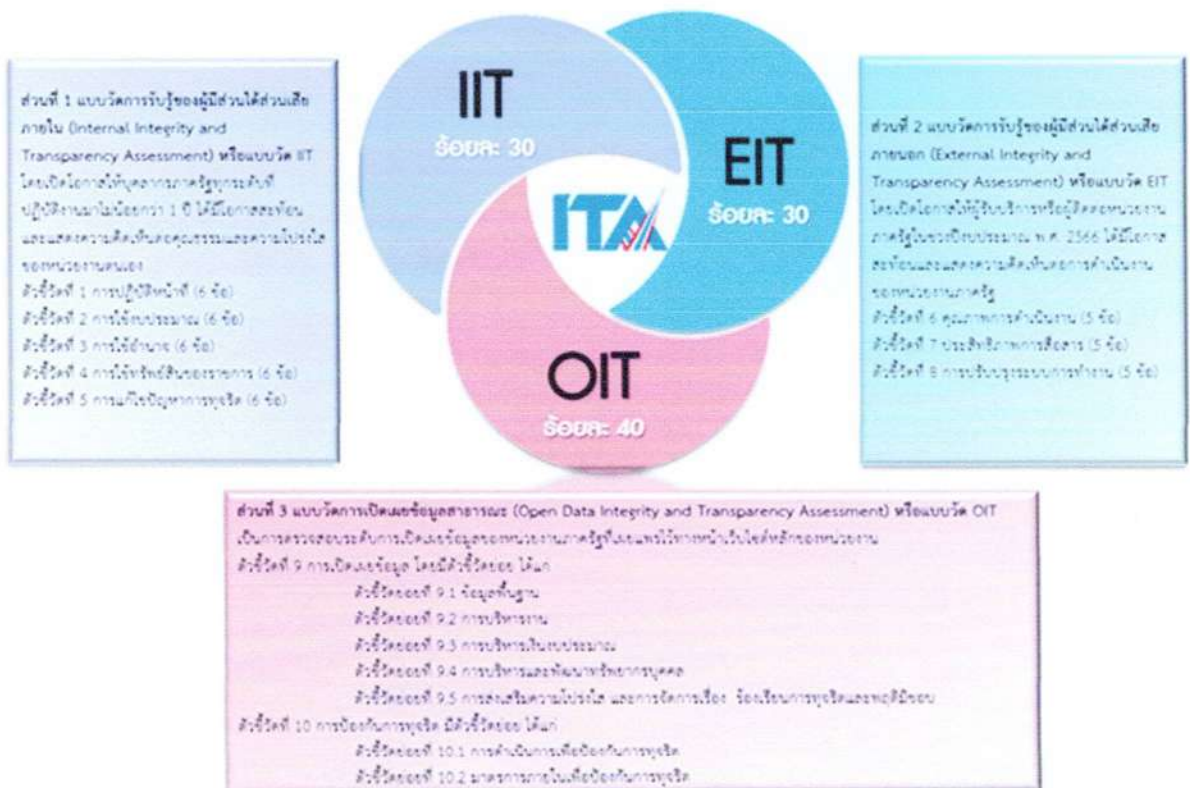 IIT
ร้อยละ 30
EIT
ร้อยละ 30
ITA
OIT
ร้อยละ 40
ส่วนที่ 1 แบบวัดการรับรู้ของผู้มีส่วนได้ส่วนเสีย
ภายใน (Internal Integrity and
Transparency Assessment) หรือแบบวัด IIT
โดยเปิดโอกาสให้บุคลากรภาครัฐทุกระดับที่
ปฏิบัติงานมาไม่น้อยกว่า 1 ปี ได้มีโอกาสสะท้อน
และแสดงความคิดเห็นต่อคุณธรรมและความโปร่งใส
ของหน่วยงานตนเอง
ตัวชี้วัดที่ 1 การปฏิบัติหน้าที่ (6 ข้อ)
ตัวชี้วัดที่ 2 การใช้งบประมาณ (6 ข้อ)
ตัวชี้วัดที่ 3 การใช้อำนาจ (6 ข้อ)
ตัวชี้วัดที่ 4 การใช้ทรัพย์สินของราชการ (6 ข้อ)
ตัวชี้วัดที่ 5 การแก้ไขปัญหาการทุจริต (6 ข้อ)
ส่วนที่ 2 แบบวัดการรับรู้ของผู้มีส่วนได้ส่วนเสีย
ภายนอก (External Integrity and
Transparency Assessment) หรือแบบวัด EIT
โดยเปิดโอกาสให้ผู้รับบริการหรือผู้ติดต่อหน่วยงาน
ภาครัฐในช่วงปีงบประมาณ พ.ศ. 2566 ได้มีโอกาส
สะท้อนและแสดงความคิดเห็นต่อการดำเนินงาน
ของหน่วยงานภาครัฐ
ตัวชี้วัดที่ 6 คุณภาพการดำเนินงาน (5 ข้อ)
ตัวชี้วัดที่ 7 ประสิทธิภาพการสื่อสาร (5 ข้อ)
ตัวชี้วัดที่ 8 การปรับปรุงระบบการทำงาน (5 ข้อ)
ส่วนที่ 3 แบบวัดการเปิดเผยข้อมูลสาธารณะ (Open Data Integrity and Transparency Assessment) หรือแบบวัด OIT
เป็นการตรวจสอบระดับการเปิดเผยข้อมูลของหน่วยงานภาครัฐที่เผยแพร่ไว้ทางหน้าเว็บไซต์หลักของหน่วยงาน
ตัวชี้วัดที่ 9 การเปิดเผยข้อมูล โดยมีตัวชี้วัดย่อย ได้แก่
ตัวชี้วัดย่อยที่ 9.1 ข้อมูลพื้นฐาน
ตัวชี้วัดย่อยที่ 9.2 การบริหารงาน
ตัวชี้วัดย่อยที่ 9.3 การบริหารเงินงบประมาณ
ตัวชี้วัดย่อยที่ 9.4 การบริหารและพัฒนาทรัพยากรบุคคล
ตัวชี้วัดย่อยที่ 9.5 การส่งเสริมความโปร่งใส และการจัดการเรื่อง ร้องเรียนการทุจริตและพฤติมิชอบ
ตัวชี้วัดที่ 10 การป้องกันการทุจริต มีตัวชี้วัดย่อย ได้แก่
ตัวชี้วัดย่อยที่ 10.1 การดำเนินการเพื่อป้องกันการทุจริต
ตัวชี้วัดย่อยที่ 10.2 มาตรการภายในเพื่อป้องกันการทุจริต